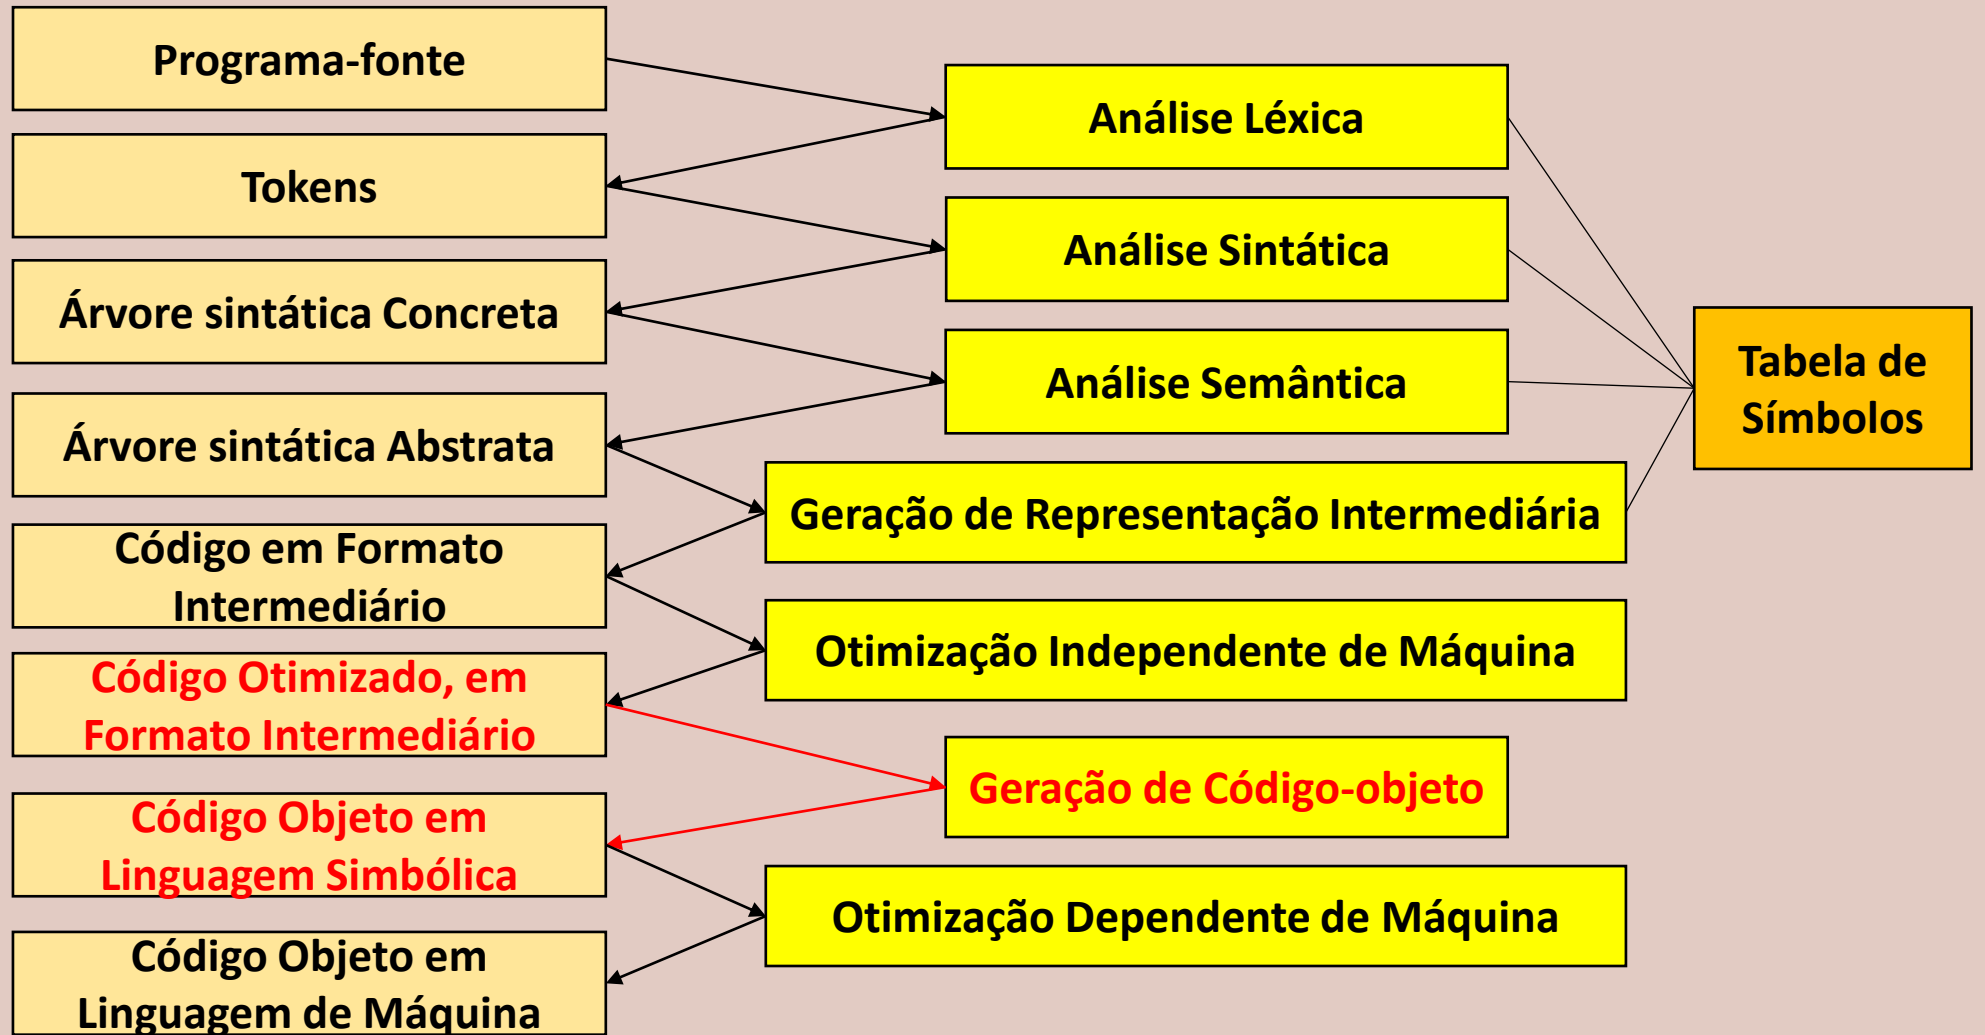 Programa-fonte
Análise Léxica
Tokens
Análise Sintática
Árvore sintática Concreta
Análise Semântica
Tabela de
Símbolos
Árvore sintática Abstrata
Geração de Representação Intermediária
Código em Formato
Intermediário
Otimização Independente de Máquina
Código Otimizado, em
Formato Intermediário
Geração de Código-objeto
Código Objeto em
Linguagem Simbólica
Otimização Dependente de Máquina
Código Objeto em
Linguagem de Máquina